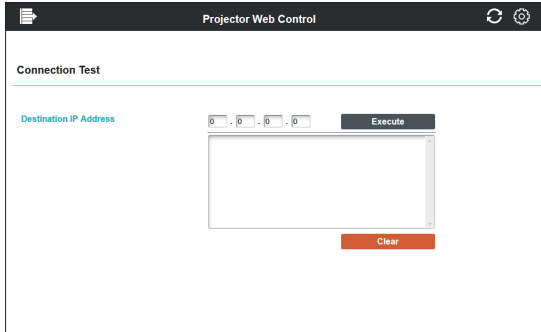 Projector Web Control
Connection Test
Destination IP Address 0 . 0 . 0 . 0 Execute
Clear